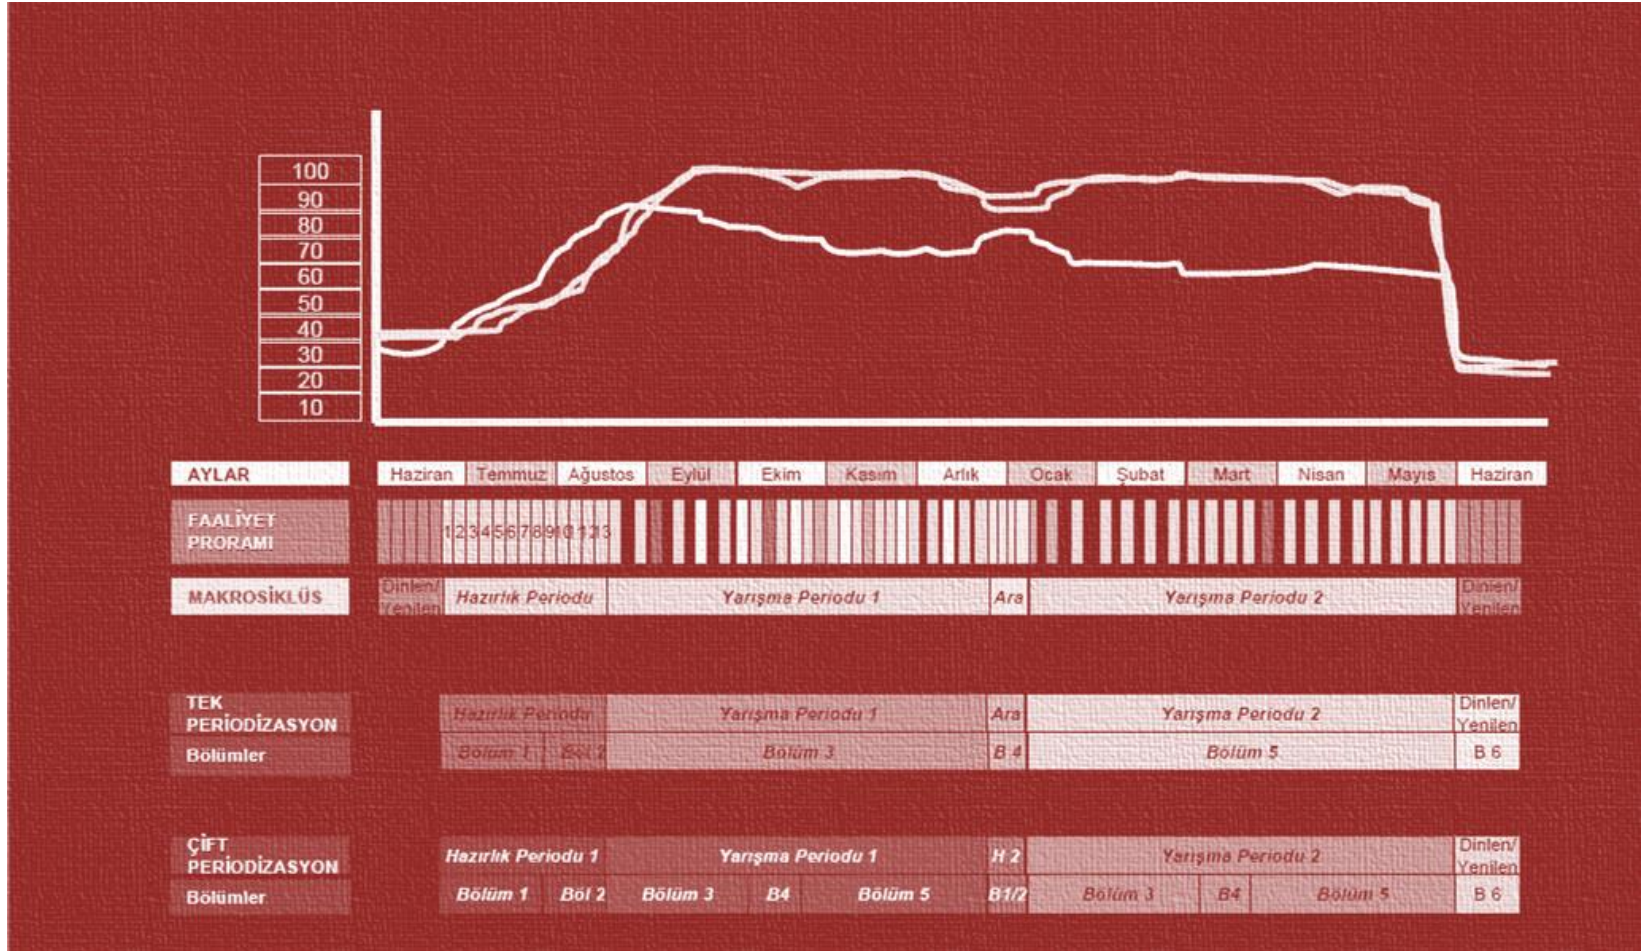 100
90
80
70
60
50
40
30
20
10
AYLAR Haziran Temmuz Ağustos Eylül Ekim Kasım Arlık Ocak Şubat Mart Nisan Mayıs Haziran
FAALİYET
PRORAMI
1 2 3 4 5 6 7 8 9 10 11 12 13
MAKROSİKLÜS Dinlen/ Yenilen Hazırlık Periodu Yarışma Periodu 1 Ara Yarışma Periodu 2 Dinlen/ Yenilen
TEK
PERİODİZASYON Hazırlık Periodu Yarışma Periodu 1 Ara Yarışma Periodu 2 Dinlen/ Yenilen
Bölümler Bölüm 1 Böl 2 Bölüm 3 B 4 Bölüm 5 B 6
ÇİFT
PERİODİZASYON Hazırlık Periodu 1 Yarışma Periodu 1 H 2 Yarışma Periodu 2 Dinlen/ Yenilen
Bölümler Bölüm 1 Böl 2 Bölüm 3 B4 Bölüm 5 B1/2 Bölüm 3 B4 Bölüm 5 B 6